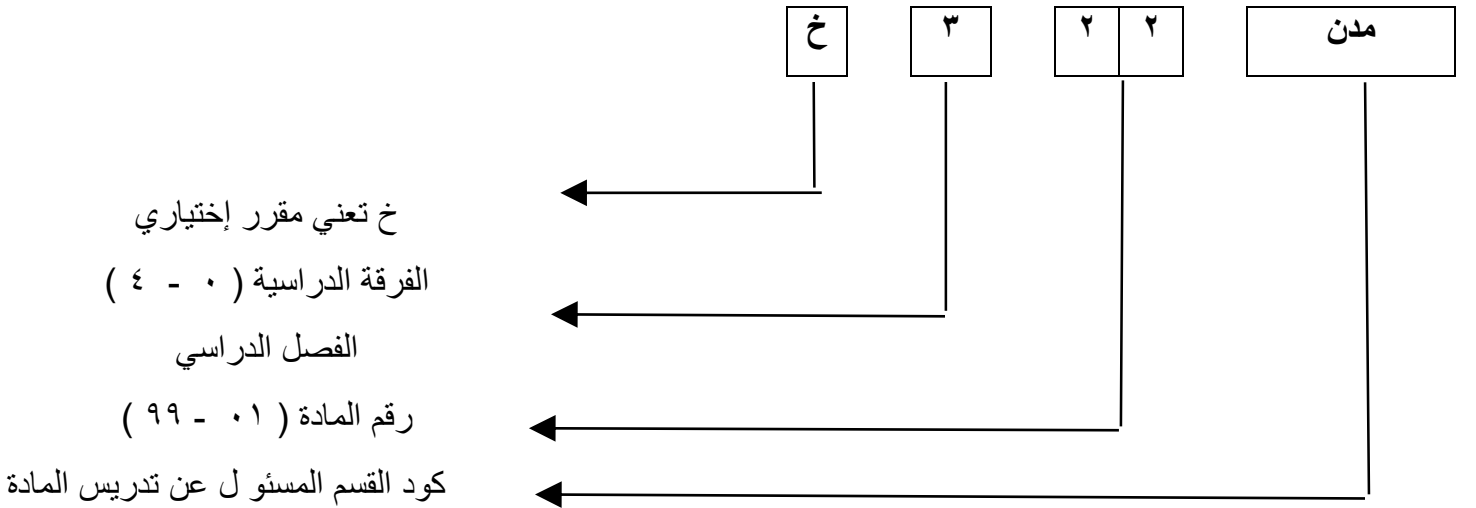 مدن ٢ ٢ ٣ خ
خ تعني مقرر إختياري
الفرقة الدراسية ( ٠ - ٤ )
الفصل الدراسي
رقم المادة ( ٠١ - ٩٩ )
كود القسم المسئو ل عن تدريس المادة